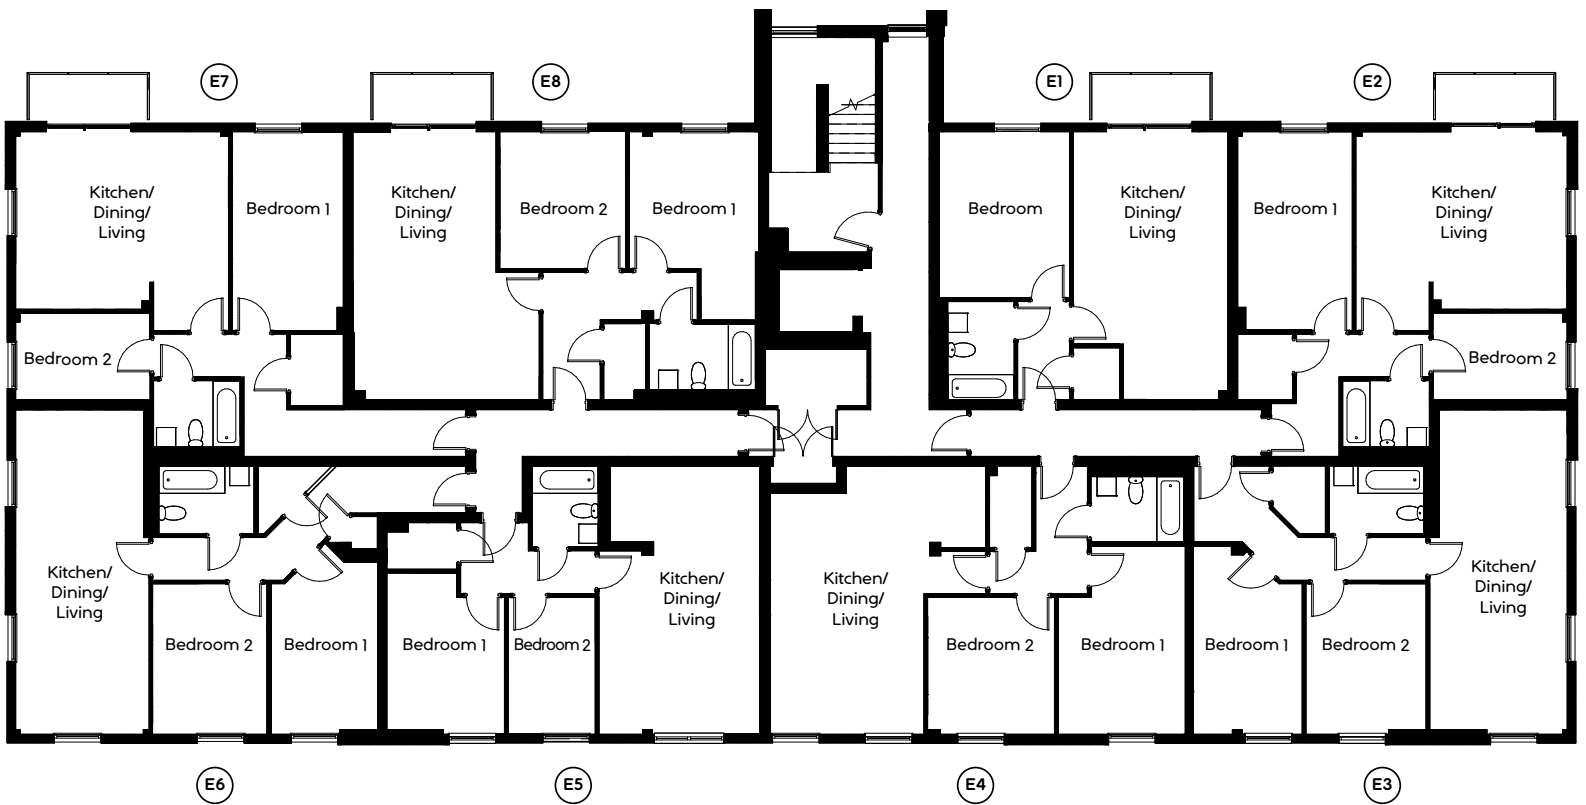 E7
E8
E1
E2
Kitchen/
Dining/
Living
Bedroom 1
Kitchen/
Dining/
Living
Bedroom 2
Bedroom 1
Bedroom
Kitchen/
Dining/
Living
Bedroom 1
Kitchen/
Dining/
Living
Bedroom 2
Bedroom 2
Kitchen/
Dining/
Living
Bedroom 2
Bedroom 1
Bedroom 1
Bedroom 2
Kitchen/
Dining/
Living
Kitchen/
Dining/
Living
Bedroom 2
Bedroom 1
Bedroom 1
Bedroom 2
Kitchen/
Dining/
Living
E6
E5
E4
E3